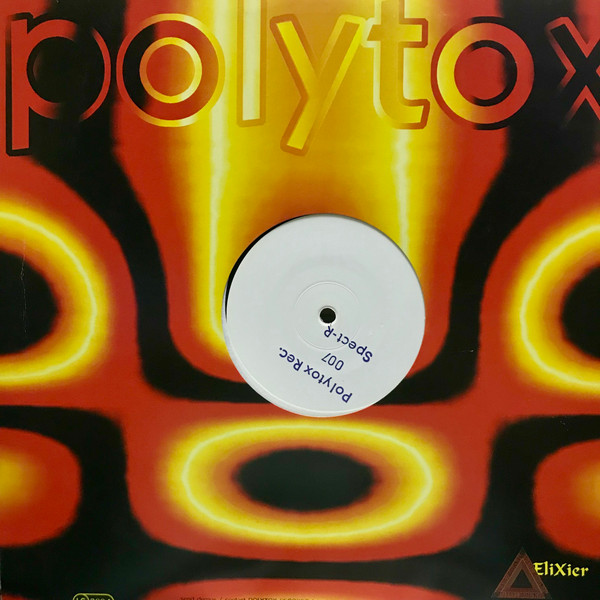 polytox
Polytox Rec.
007
Spect-R
EliXier